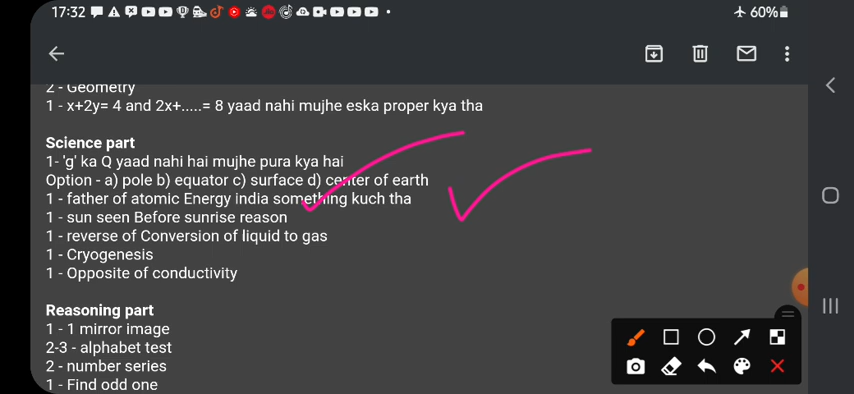 17:32
60%
2 - Geometry
1 - x+2y= 4 and 2x+.....= 8 yaad nahi mujhe eska proper kya tha
Science part
1- 'g' ka Q yaad nahi hai mujhe pura kya hai
Option - a) pole b) equator c) surface d) center of earth
1 - father of atomic Energy india something kuch tha
1 - sun seen Before sunrise reason
1 - reverse of Conversion of liquid to gas
1 - Cryogenesis
1 - Opposite of conductivity
Reasoning part
1 - 1 mirror image
2-3 - alphabet test
2 - number series
1 - Find odd one